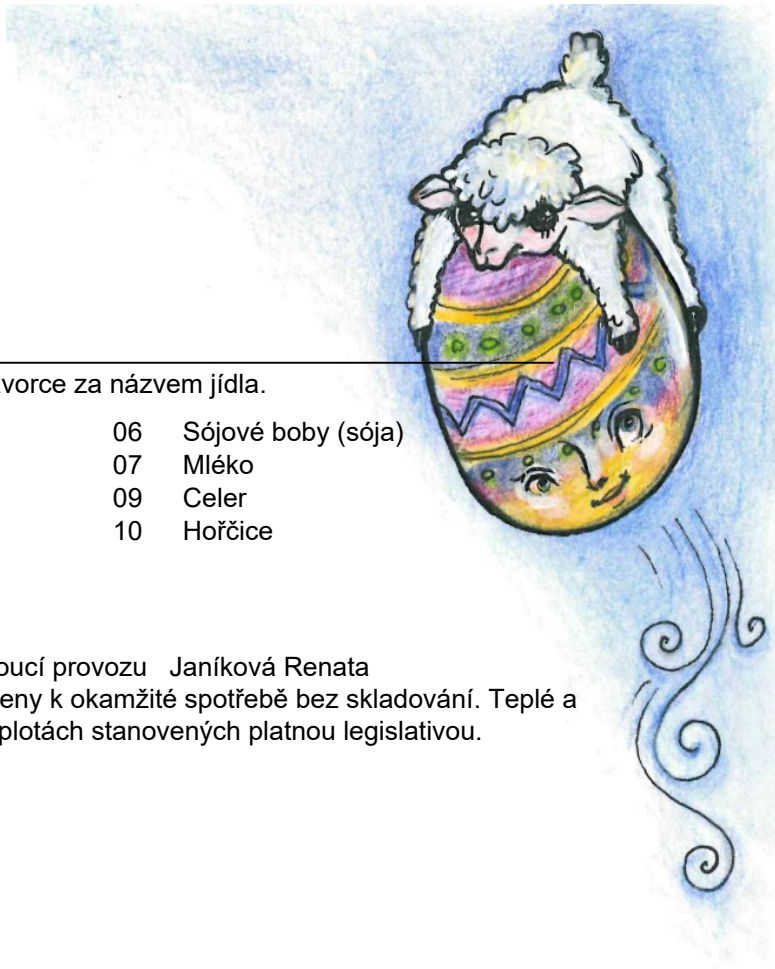 vorce za názvem jídla.
06 Sójové boby (sója)
07 Mléko
09 Celer
10 Hořčice
oucí provozu Janíková Renata
eny k okamžité spotřebě bez skladování. Teplé a
plotách stanovených platnou legislativou.